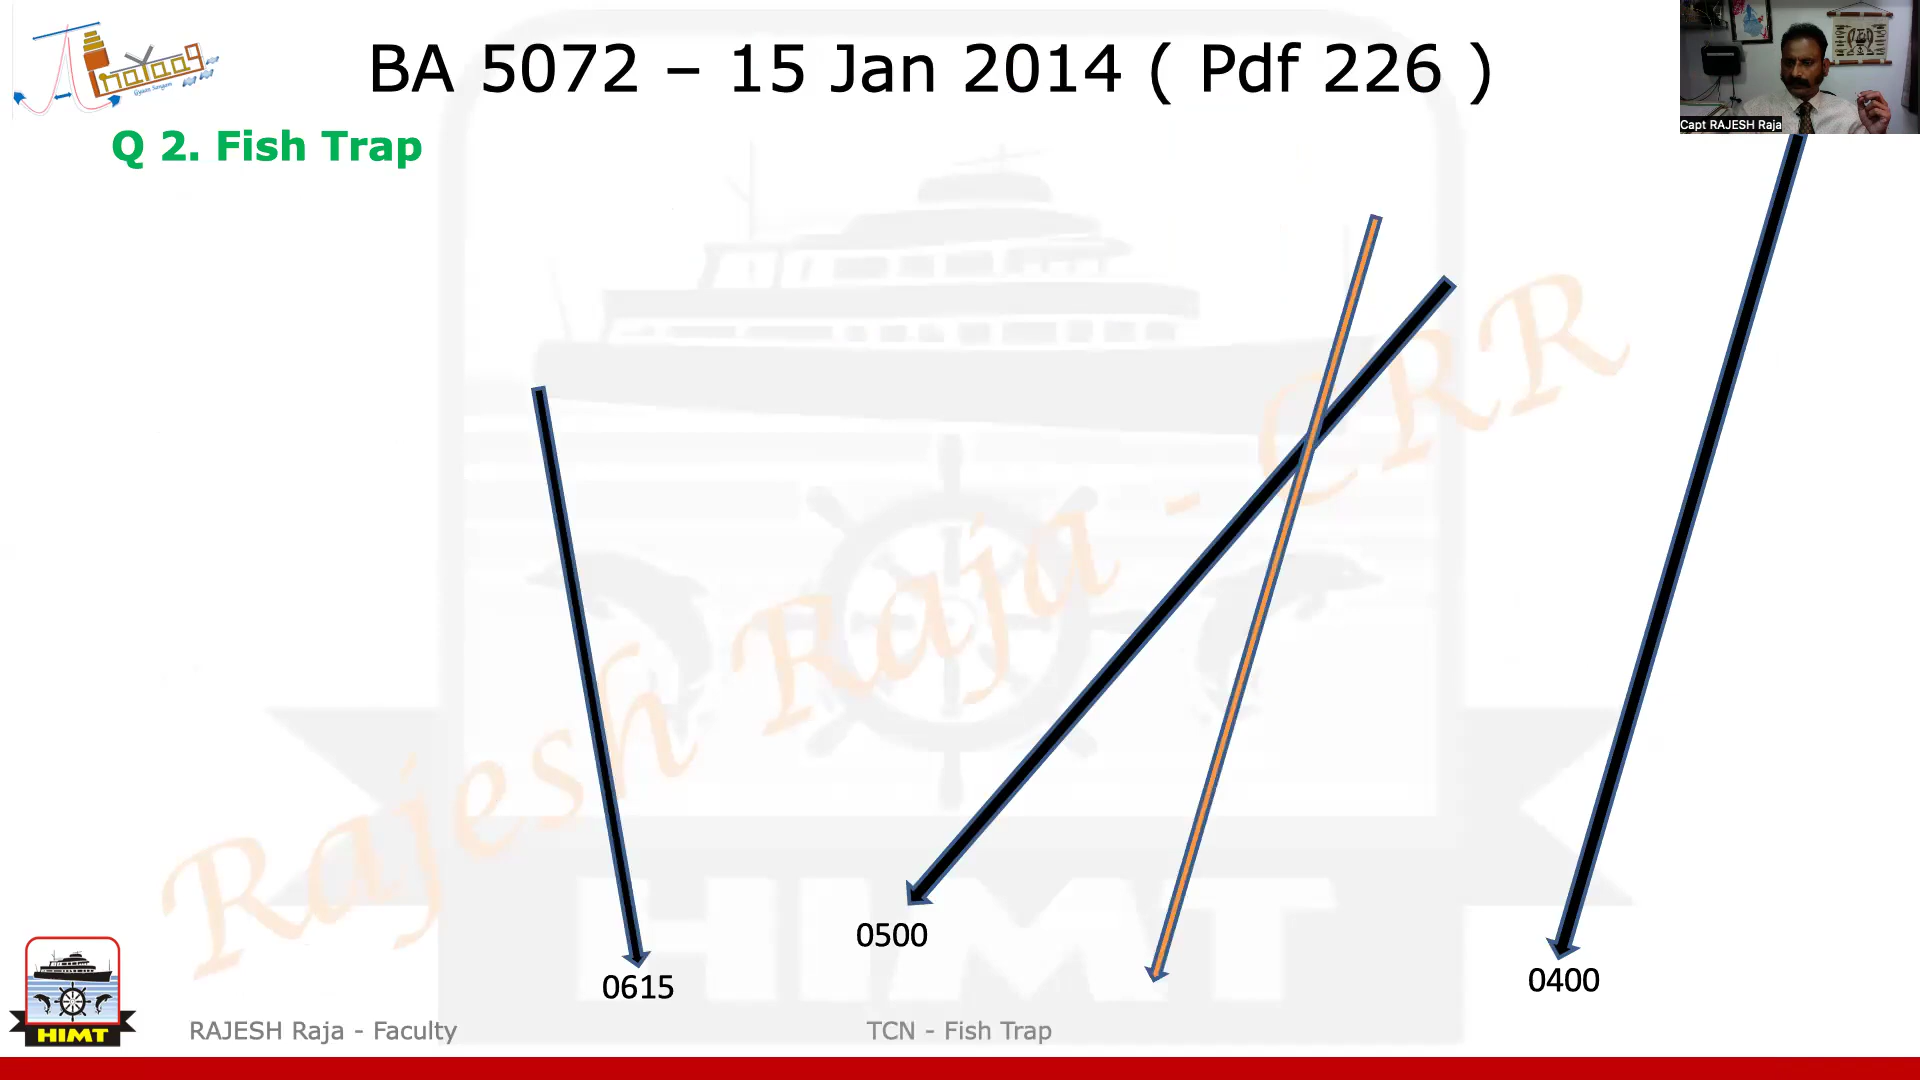 BA 5072 – 15 Jan 2014 ( Pdf 226 )
Capt RAJESH Raja
Q 2. Fish Trap
Rajesh Raja - CRR
HIMT
0500
0615
0400
HIMT
RAJESH Raja - Faculty
TCN - Fish Trap